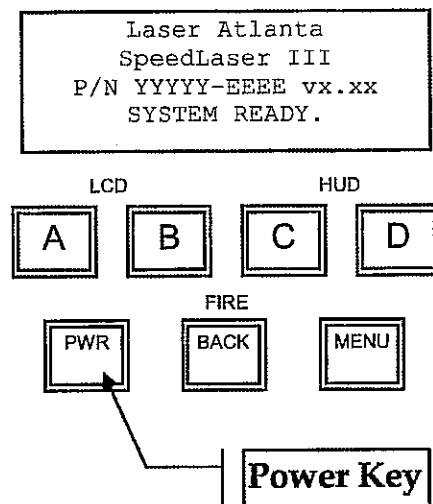 Laser Atlanta
SpeedLaser III
P/N YYYYY-EEEE vx.xx
SYSTEM READY.
LCD HUD
A B C D
FIRE
PWR BACK MENU
Power Key